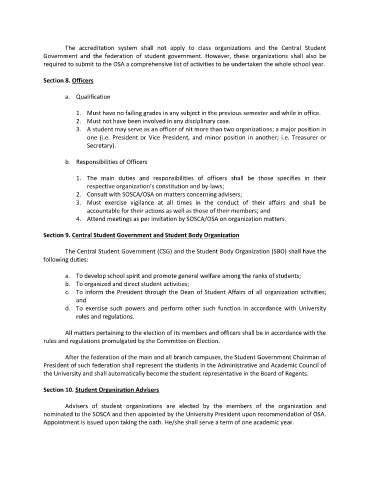 The accreditation system shall not apply to class organizations and the Central Student
Government and the federation of student government. However, these organizations shall also be
required to submit to the OSA a comprehensive list of activities to be undertaken the whole school year.
Section 8. Officers
a. Qualification
1. Must have no failing grades in any subject in the previous semester and while in office.
2. Must not have been involved in any disciplinary case.
3. A student may serve as an officer of nit more than two organizations; a major position in
one (i.e. President or Vice President, and minor position in another; i.e. Treasurer or
Secretary).
b. Responsibilities of Officers
1. The main duties and responsibilities of officers shall be those specifies in their
respective organization's constitution and by-laws;
2. Consult with SOSCA/OSA on matters concerning advisers;
3. Must exercise vigilance at all times in the conduct of their affairs and shall be
accountable for their actions as well as those of their members; and
4. Attend meetings as per invitation by SOSCA/OSA on organization matters.
Section 9. Central Student Government and Student Body Organization
The Central Student Government (CSG) and the Student Body Organization (SBO) shall have the
following duties:
a. To develop school spirit and promote general welfare among the ranks of students;
b. To organized and direct student activities;
c. To inform the President through the Dean of Student Affairs of all organization activities;
and
d. To exercise such powers and perform other such function in accordance with University
rules and regulations.
All matters pertaining to the election of its members and officers shall be in accordance with the
rules and regulations promulgated by the Committee on Election.
After the federation of the main and all branch campuses, the Student Government Chairman of
President of such federation shall represent the students in the Administrative and Academic Council of
the University and shall automatically become the student representative in the Board of Regents.
Section 10. Student Organization Advisers
Advisers of student organizations are elected by the members of the organization and
nominated to the SOSCA and then appointed by the University President upon recommendation of OSA.
Appointment is issued upon taking the oath. He/she shall serve a term of one academic year.